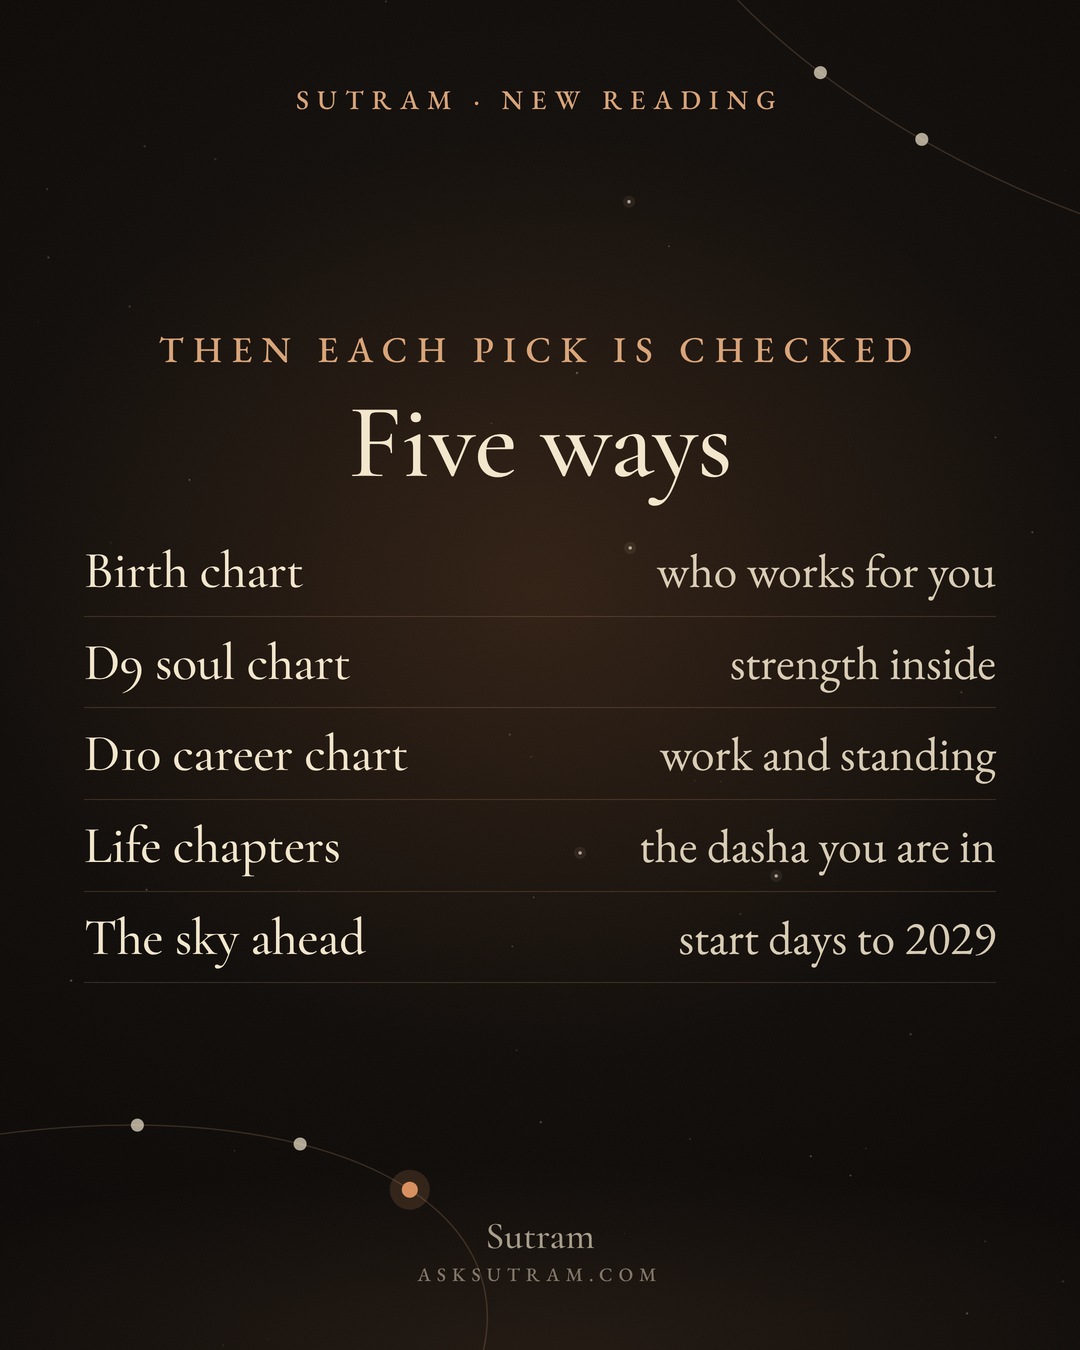 SUTRAM · NEW READING
THEN EACH PICK IS CHECKED
Five ways
Birth chart who works for you
D9 soul chart strength inside
D10 career chart work and standing
Life chapters the dasha you are in
The sky ahead start days to 2029
Sutram
ASKSUTRAM.COM